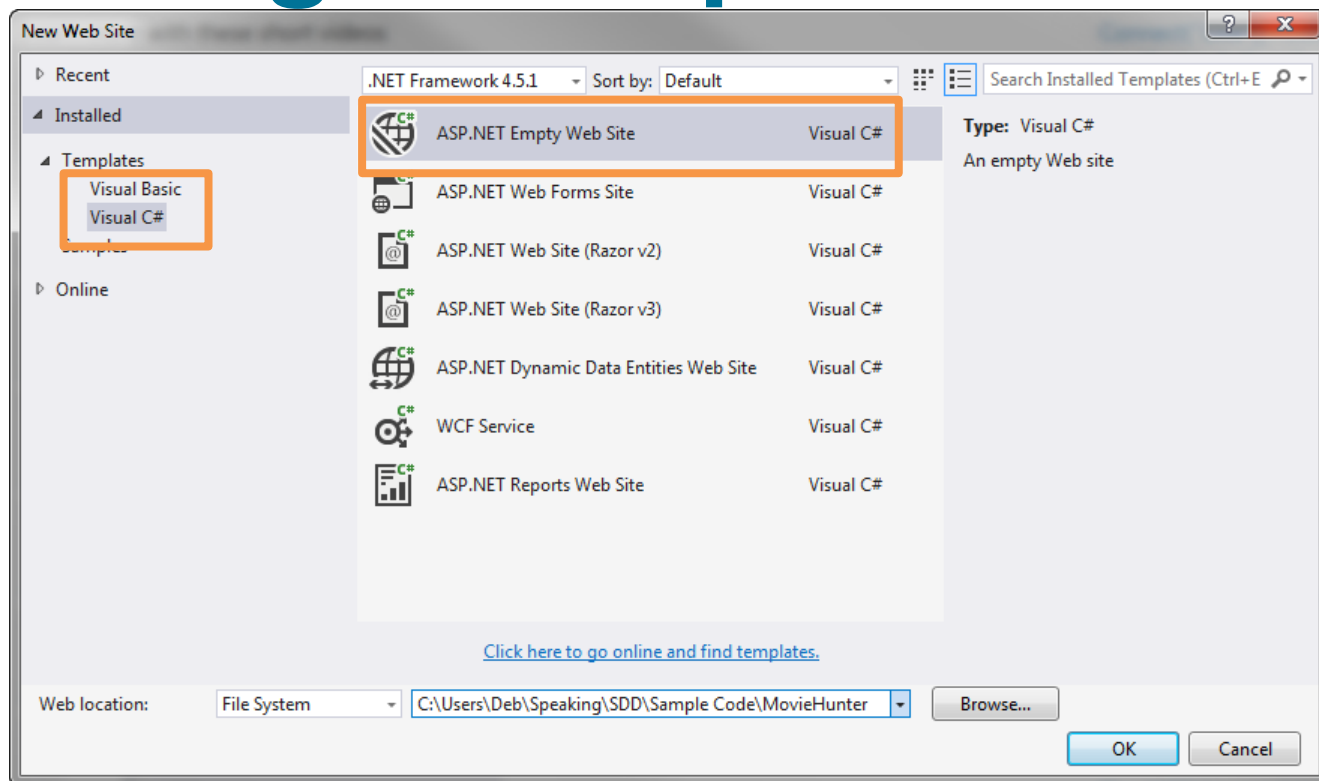 New Web Site
Recent
.NET Framework 4.5.1 Sort by: Default Search Installed Templates (Ctrl+E
Installed
Templates
Visual Basic
Visual C#
Samples
Online
ASP.NET Empty Web Site Visual C#
ASP.NET Web Forms Site Visual C#
ASP.NET Web Site (Razor v2) Visual C#
ASP.NET Web Site (Razor v3) Visual C#
ASP.NET Dynamic Data Entities Web Site Visual C#
WCF Service Visual C#
ASP.NET Reports Web Site Visual C#
Type: Visual C#
An empty Web site
Click here to go online and find templates.
Web location: File System C:\Users\Deb\Speaking\SDD\Sample Code\MovieHunter Browse...
OK Cancel